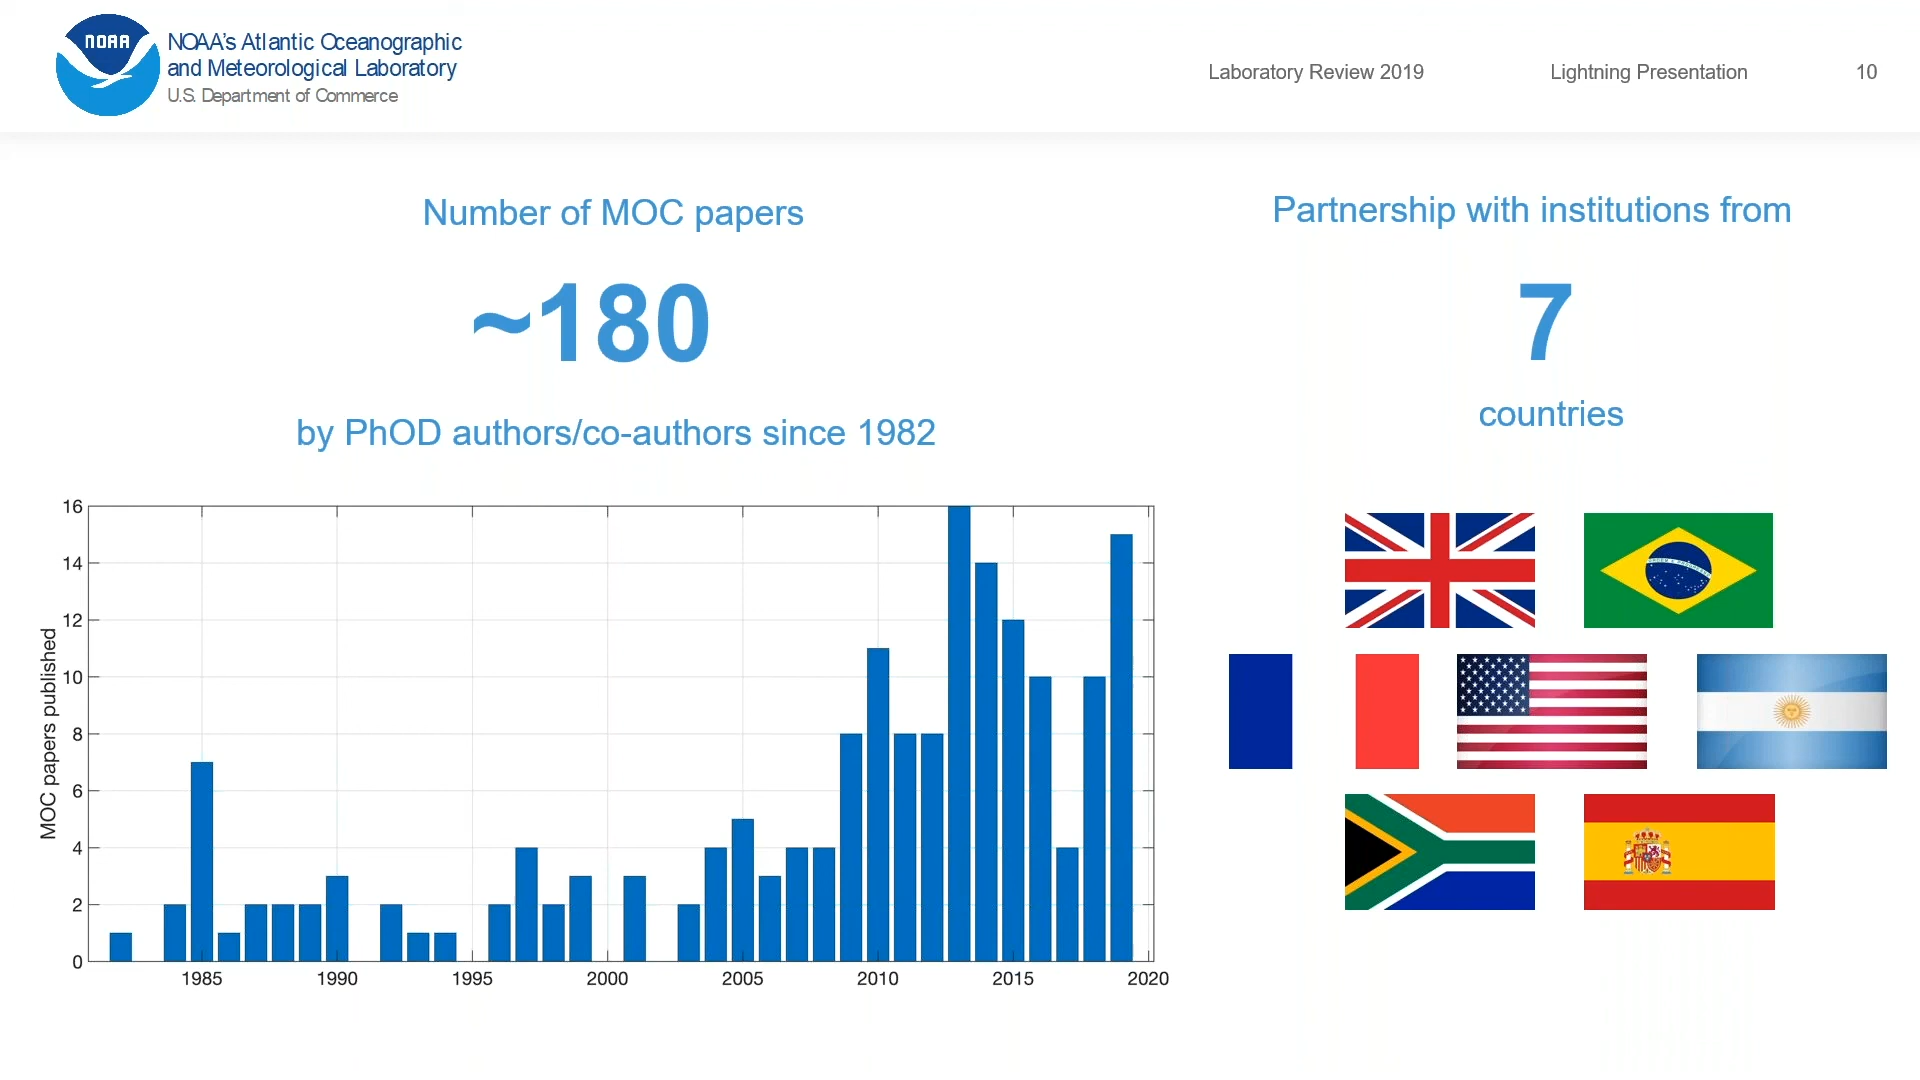 NOAA
NOAA's Atlantic Oceanographic
and Meteorological Laboratory
U.S. Department of Commerce
Laboratory Review 2019
Lightning Presentation
10
Number of MOC papers
~180
by PhOD authors/co-authors since 1982
Partnership with institutions from
7
countries
MOC papers published
16
14
12
10
8
6
4
2
0
1985
1990
1995
2000
2005
2010
2015
2020